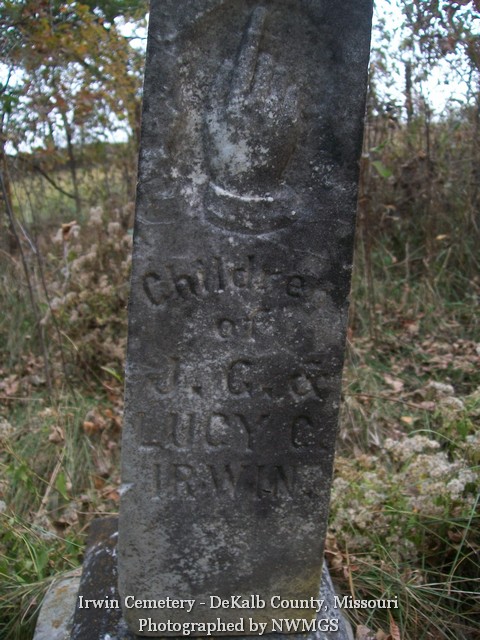 Children
of
J. G. &
LUCY C.
IRWIN.
Irwin Cemetery - DeKalb County, Missouri
Photographed by NWMGS